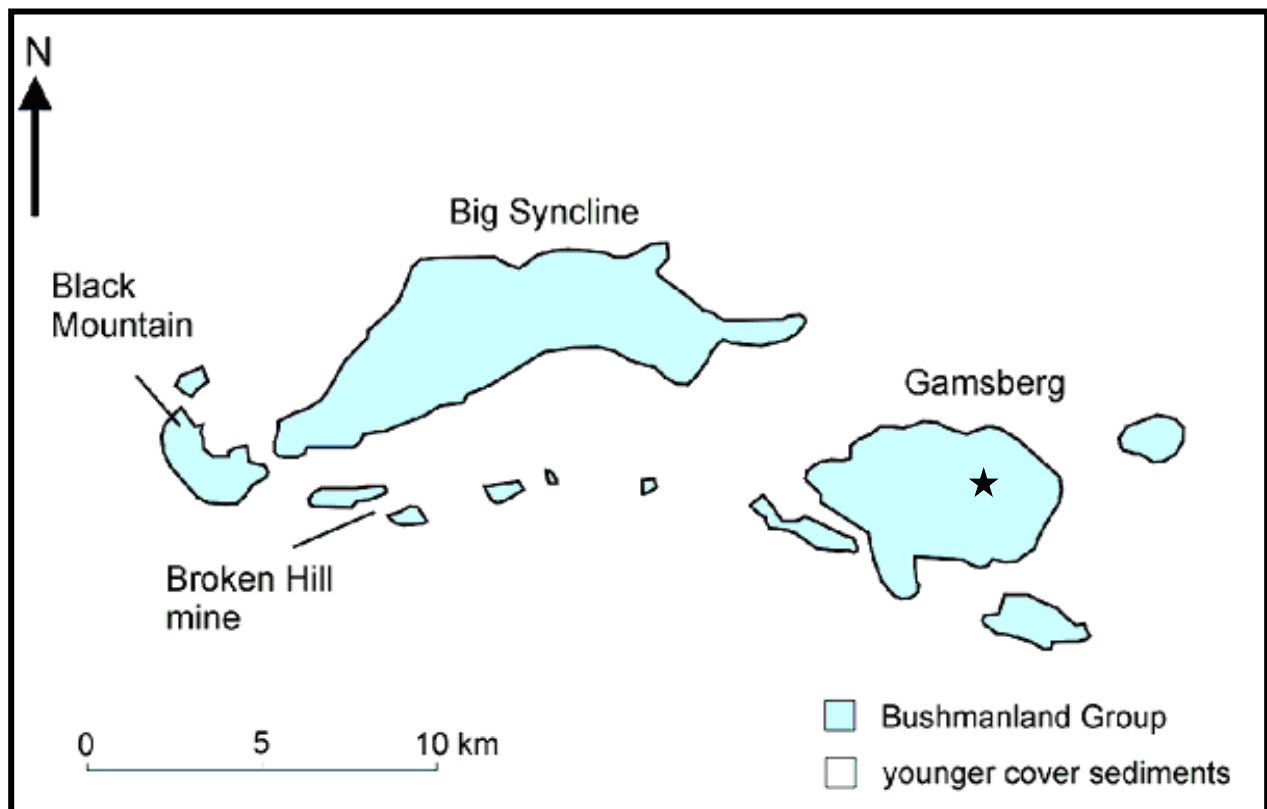 N
Big Syncline
Black
Mountain
Gamsberg
Broken Hill
mine
Bushmanland Group
0 5 10 km
younger cover sediments